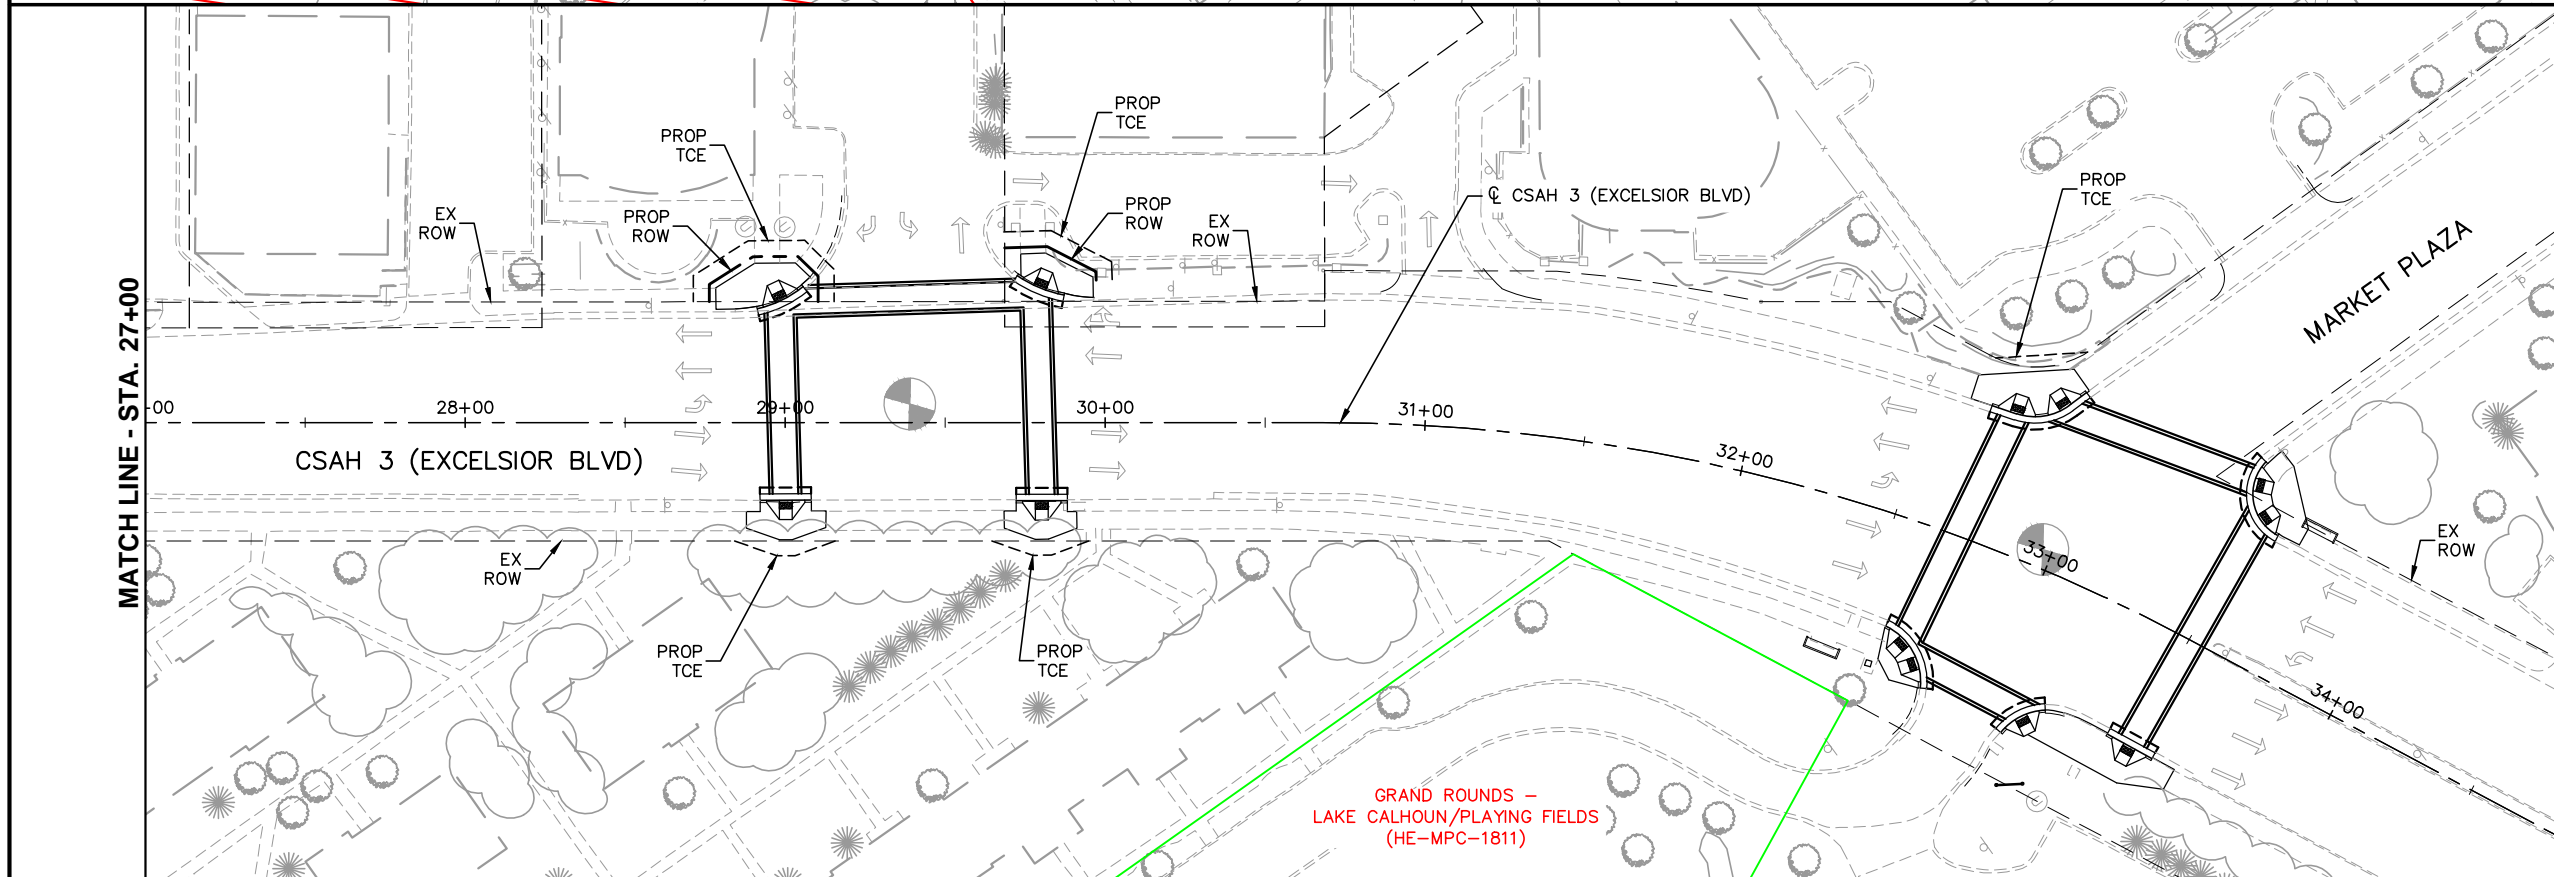 MATCH LINE - STA. 27+00
PROP
TCE
PROP
TCE
PROP
ROW
EX
ROW
PROP
ROW
EX
ROW
℄ CSAH 3 (EXCELSIOR BLVD)
PROP
TCE
MARKET PLAZA
-00
28+00
29+00
30+00
31+00
32+00
33+00
34+00
CSAH 3 (EXCELSIOR BLVD)
EX
ROW
EX
ROW
PROP
TCE
PROP
TCE
GRAND ROUNDS –
LAKE CALHOUN/PLAYING FIELDS
(HE–MPC–1811)